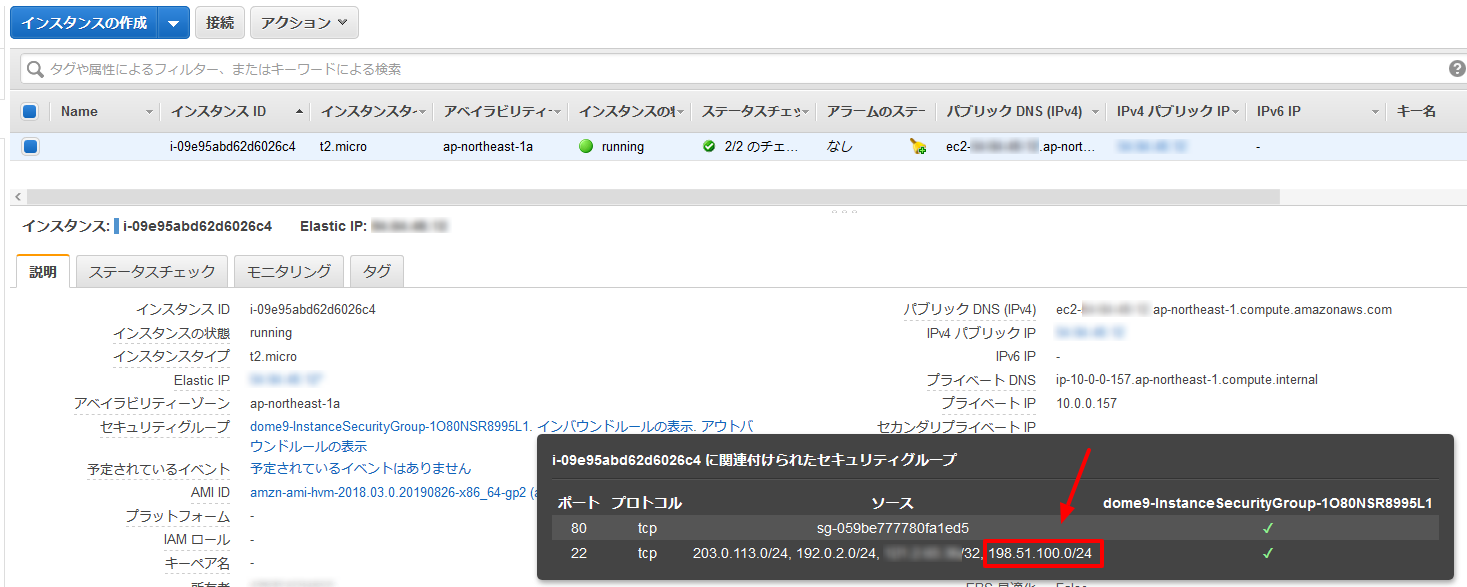 インスタンスの作成 接続 アクション
タグや属性によるフィルター、またはキーワードによる検索
Name インスタンス ID インスタンスタイ アベイラビリティー インスタンスの状 ステータスチェッ アラームのステー パブリック DNS (IPv4) IPv4 パブリック IP IPv6 IP キー名
i-09e95abd62d6026c4 t2.micro ap-northeast-1a running 2/2 のチェ... なし ec2- .ap-nort... -
インスタンス: i-09e95abd62d6026c4 Elastic IP:
説明 ステータスチェック モニタリング タグ
インスタンス ID i-09e95abd62d6026c4 パブリック DNS (IPv4) ec2- .ap-northeast-1.compute.amazonaws.com
インスタンスの状態 running IPv4 パブリック IP
インスタンスタイプ t2.micro IPv6 IP -
Elastic IP プライベート DNS ip-10-0-0-157.ap-northeast-1.compute.internal
アベイラビリティーゾーン ap-northeast-1a プライベート IP 10.0.0.157
セキュリティグループ dome9-InstanceSecurityGroup-1O80NSR8995L1. インバウンドルールの表示. アウトバ セカンダリプライベート IP
ウンドルールの表示
予定されているイベント 予定されているイベントはありません
AMI ID amzn-ami-hvm-2018.03.0.20190826-x86_64-gp2 (a
プラットフォーム -
IAM ロール -
キーペア名 -
所有者
i-09e95abd62d6026c4 に関連付けられたセキュリティグループ
ポート プロトコル ソース dome9-InstanceSecurityGroup-1O80NSR8995L1
80 tcp sg-059be777780fa1ed5 ✓
22 tcp 203.0.113.0/24, 192.0.2.0/24, /32, 198.51.100.0/24 ✓